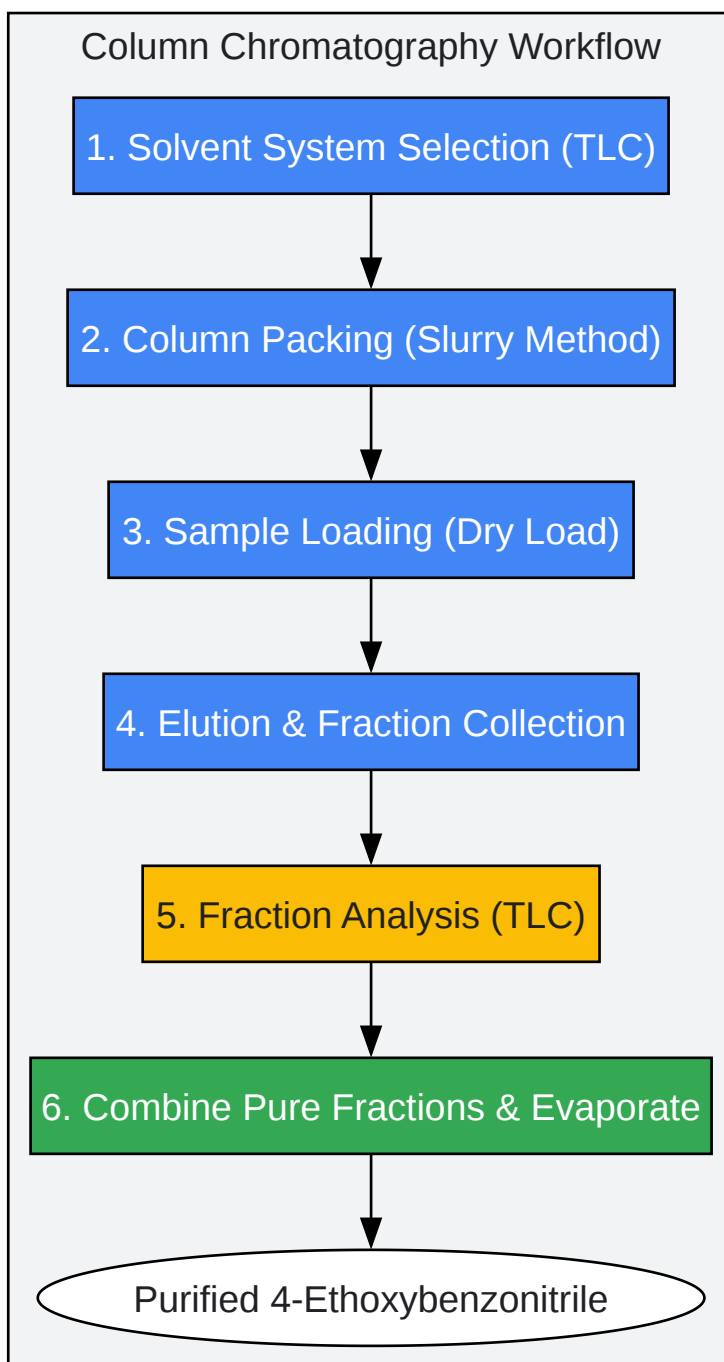 Column Chromatography Workflow
1. Solvent System Selection (TLC)
2. Column Packing (Slurry Method)
3. Sample Loading (Dry Load)
4. Elution & Fraction Collection
5. Fraction Analysis (TLC)
6. Combine Pure Fractions & Evaporate
Purified 4-Ethoxybenzonitrile